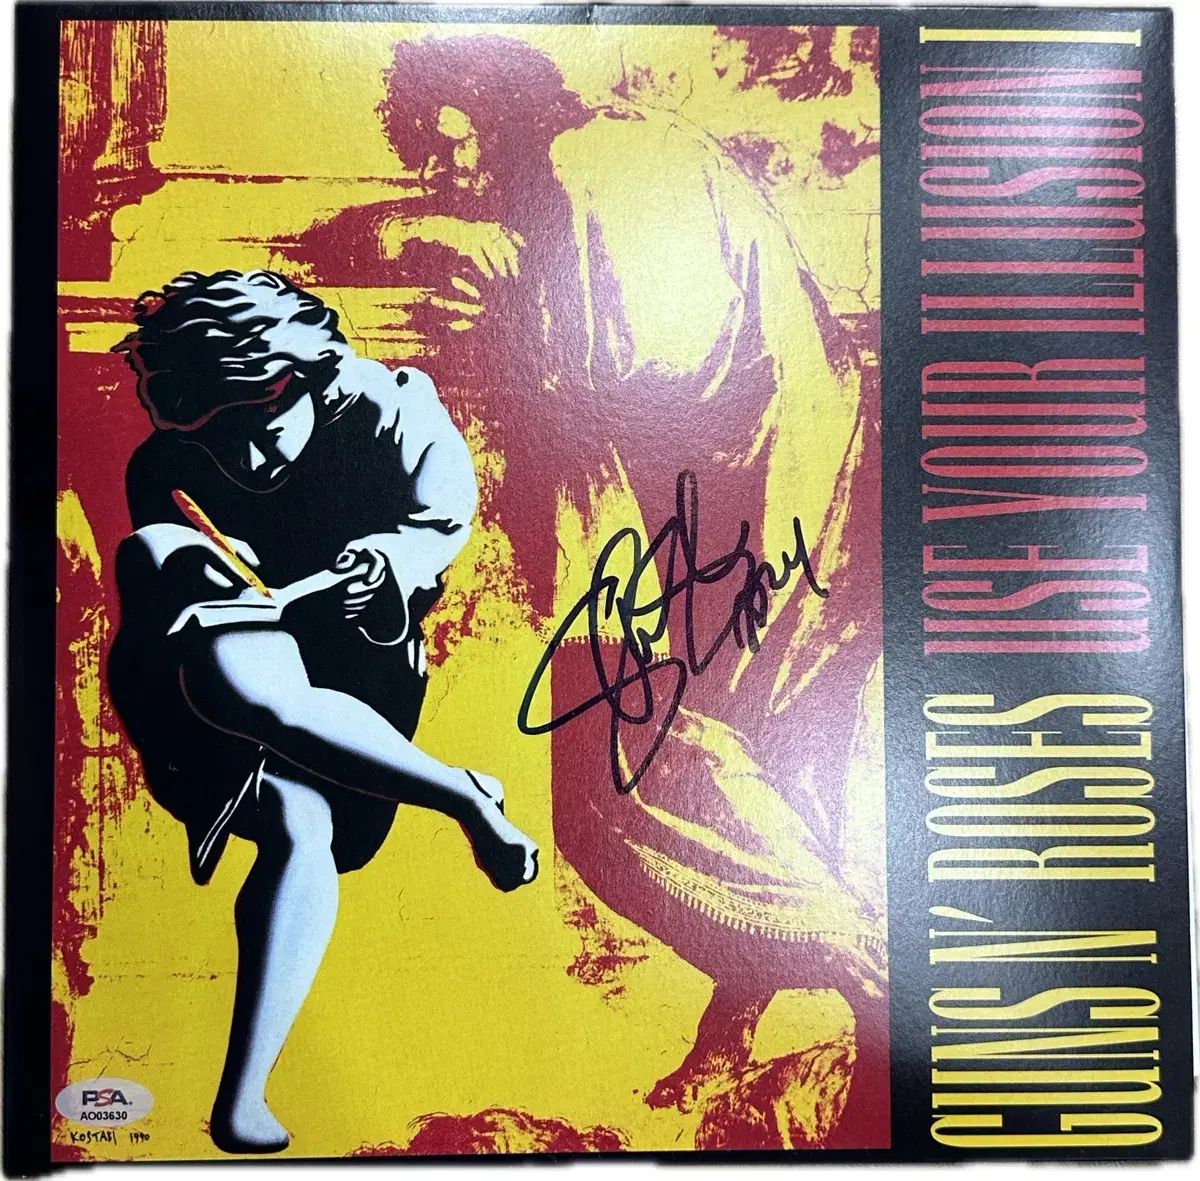 GUNS N' ROSES USE YOUR ILLUSION I
PSA
AO03630
KOSTABI 1990